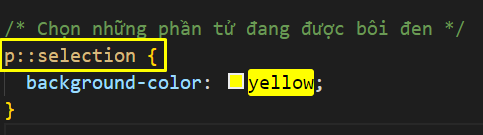 /* Chọn những phần tử đang được bôi đen */
p::selection {
background-color: yellow;
}